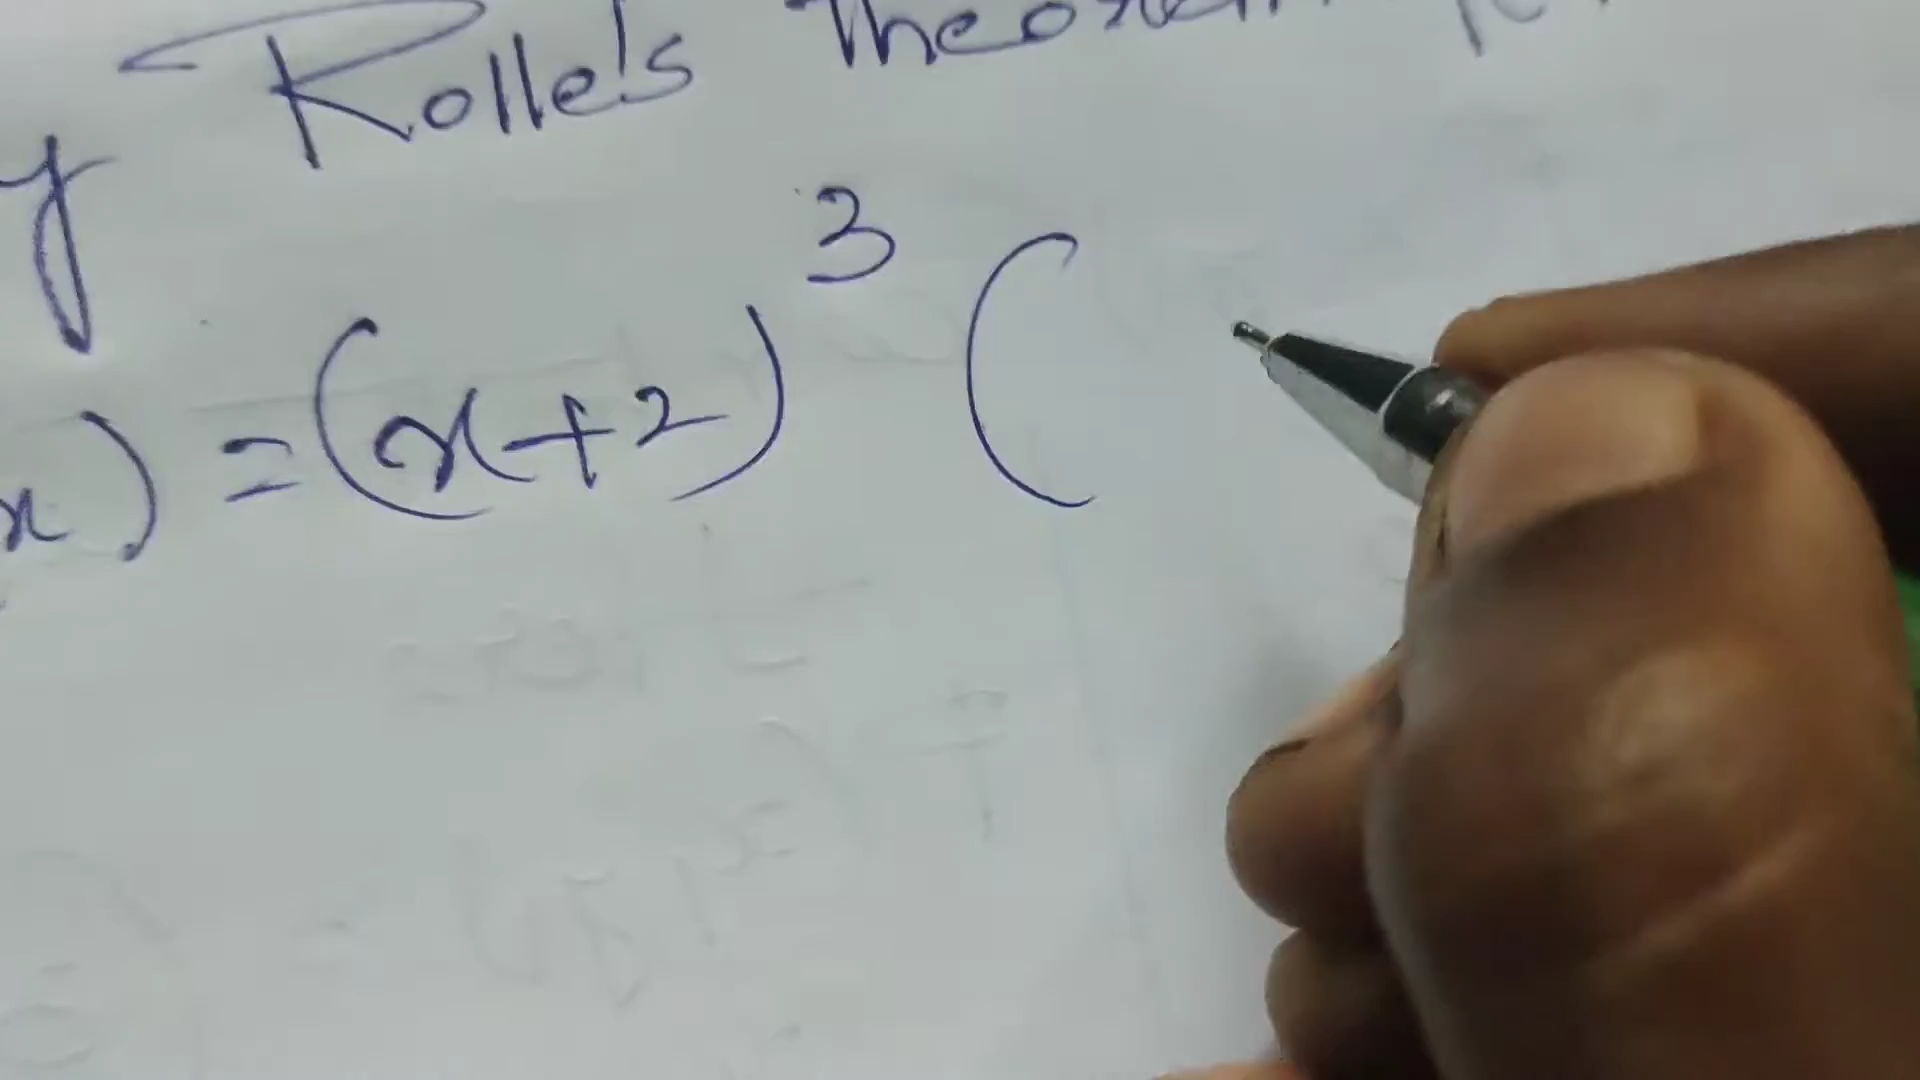 y Rolle's Theorem
x) = (x+2)³ (